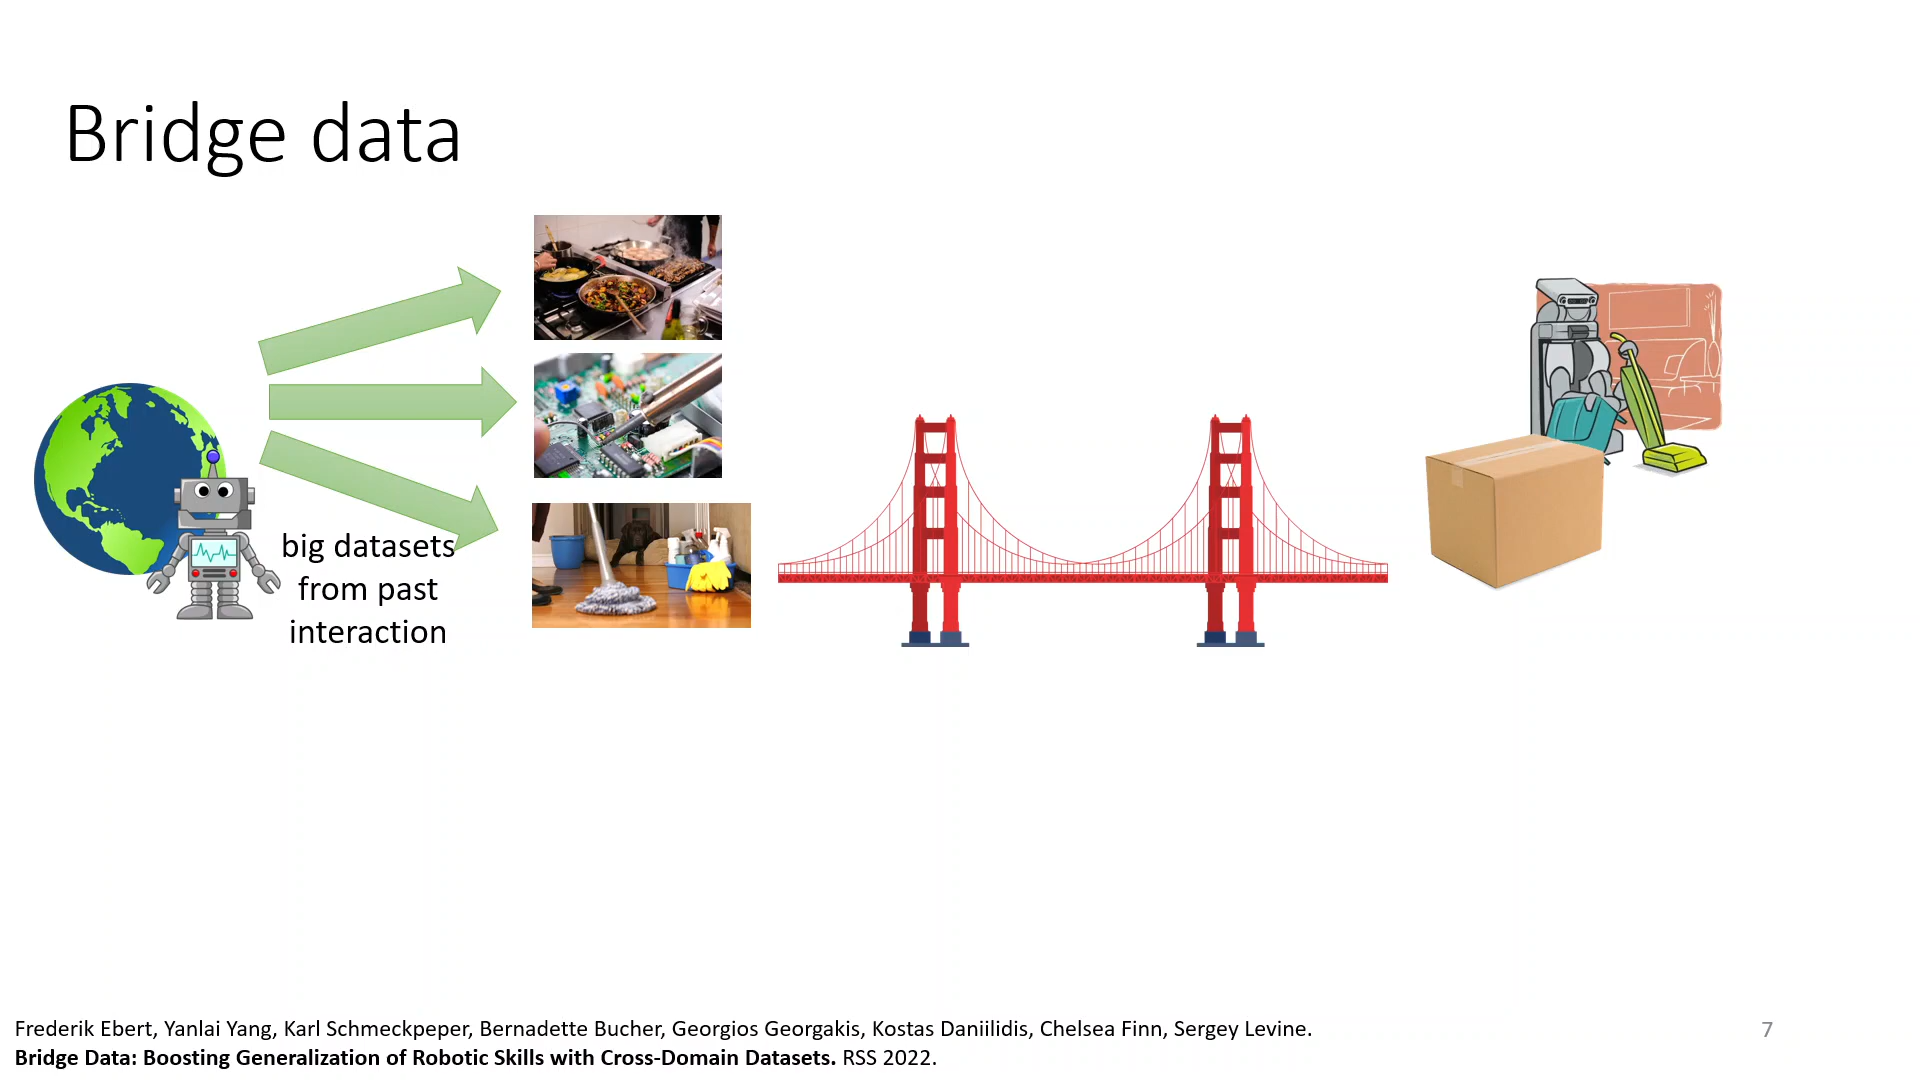 Bridge data
big datasets
from past
interaction
Frederik Ebert, Yanlai Yang, Karl Schmeckpeper, Bernadette Bucher, Georgios Georgakis, Kostas Daniilidis, Chelsea Finn, Sergey Levine.
Bridge Data: Boosting Generalization of Robotic Skills with Cross-Domain Datasets. RSS 2022.
7